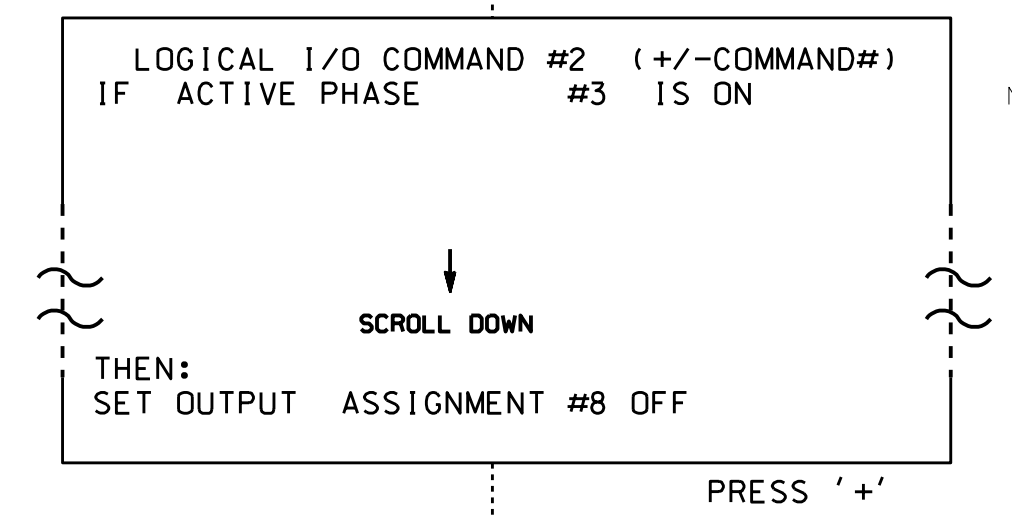 LOGICAL I/O COMMAND #2 (+/-COMMAND#)
IF ACTIVE PHASE #3 IS ON
SCROLL DOWN
THEN:
SET OUTPUT ASSIGNMENT #8 OFF
PRESS '+'